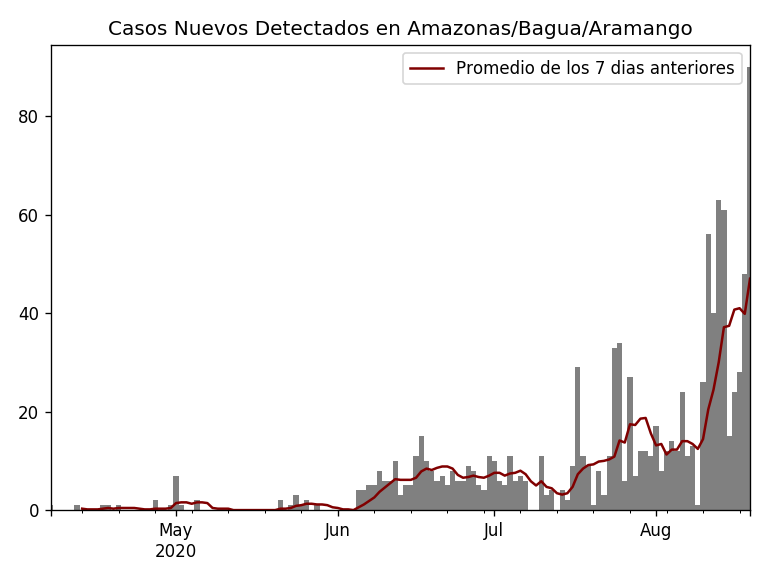 Casos Nuevos Detectados en Amazonas/Bagua/Aramango
Promedio de los 7 dias anteriores
80
60
40
20
0
May Jun Jul Aug
2020